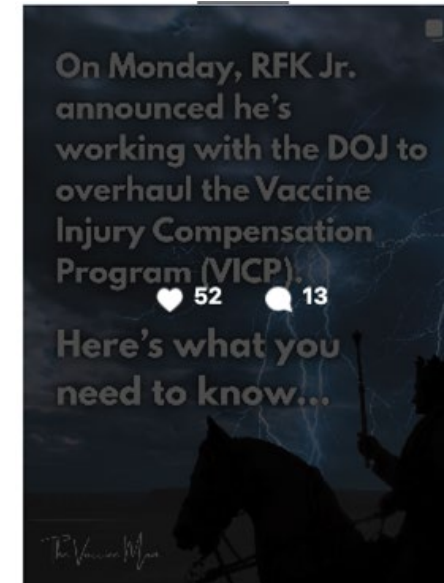 On Monday, RFK Jr.
announced he's
working with the DOJ to
overhaul the Vaccine
Injury Compensation
Program (VICP).
52 13
Here's what you
need to know...
The Vaccine Mom